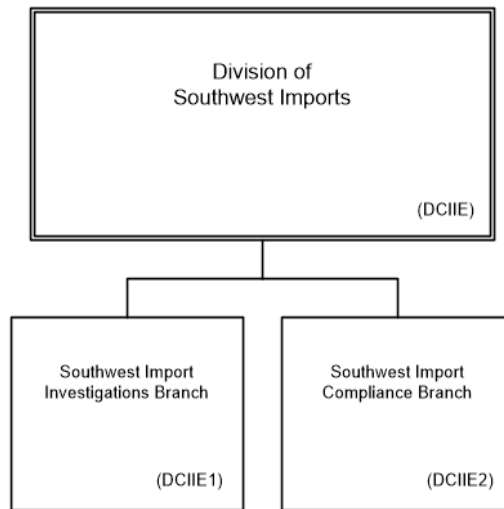 Division of
Southwest Imports
(DCIIE)
Southwest Import
Investigations Branch
(DCIIE1)
Southwest Import
Compliance Branch
(DCIIE2)